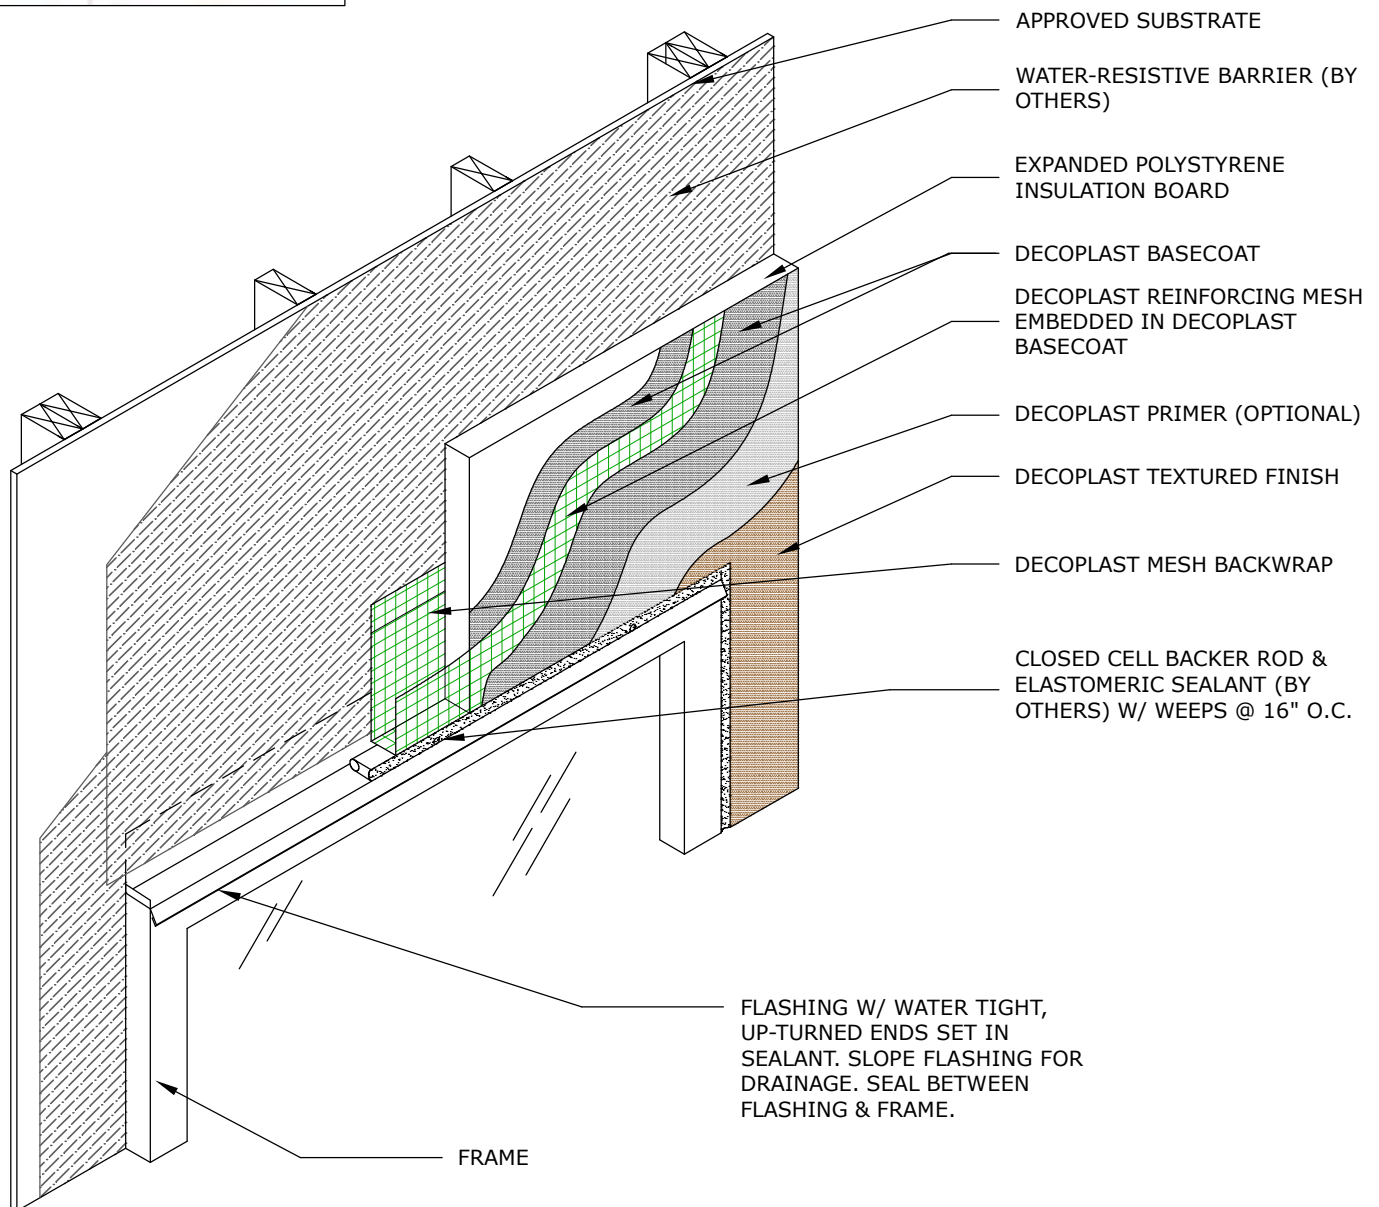 APPROVED SUBSTRATE
WATER-RESISTIVE BARRIER (BY
OTHERS)
EXPANDED POLYSTYRENE
INSULATION BOARD
DECOPLAST BASECOAT
DECOPLAST REINFORCING MESH
EMBEDDED IN DECOPLAST
BASECOAT
DECOPLAST PRIMER (OPTIONAL)
DECOPLAST TEXTURED FINISH
DECOPLAST MESH BACKWRAP
CLOSED CELL BACKER ROD &
ELASTOMERIC SEALANT (BY
OTHERS) W/ WEEPS @ 16" O.C.
FLASHING W/ WATER TIGHT,
UP-TURNED ENDS SET IN
SEALANT. SLOPE FLASHING FOR
DRAINAGE. SEAL BETWEEN
FLASHING & FRAME.
FRAME